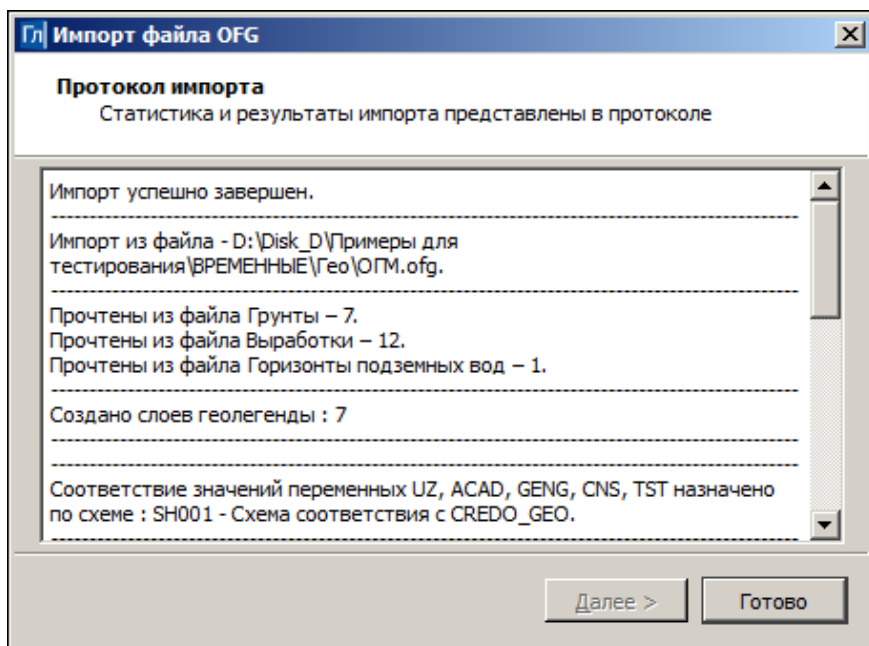 Гл Импорт файла OFG
Протокол импорта
Статистика и результаты импорта представлены в протоколе
Импорт успешно завершен.
Импорт из файла - D:\Disk_D\Примеры для
тестирования\ВРЕМЕННЫЕ\Гео\ОГМ.ofg.
Прочтены из файла Грунты – 7.
Прочтены из файла Выработки – 12.
Прочтены из файла Горизонты подземных вод – 1.
Создано слоев геолегенды : 7
Соответствие значений переменных UZ, ACAD, GENG, CNS, TST назначено
по схеме : SH001 - Схема соответствия с CREDO_GEO.
Далее >
Готово